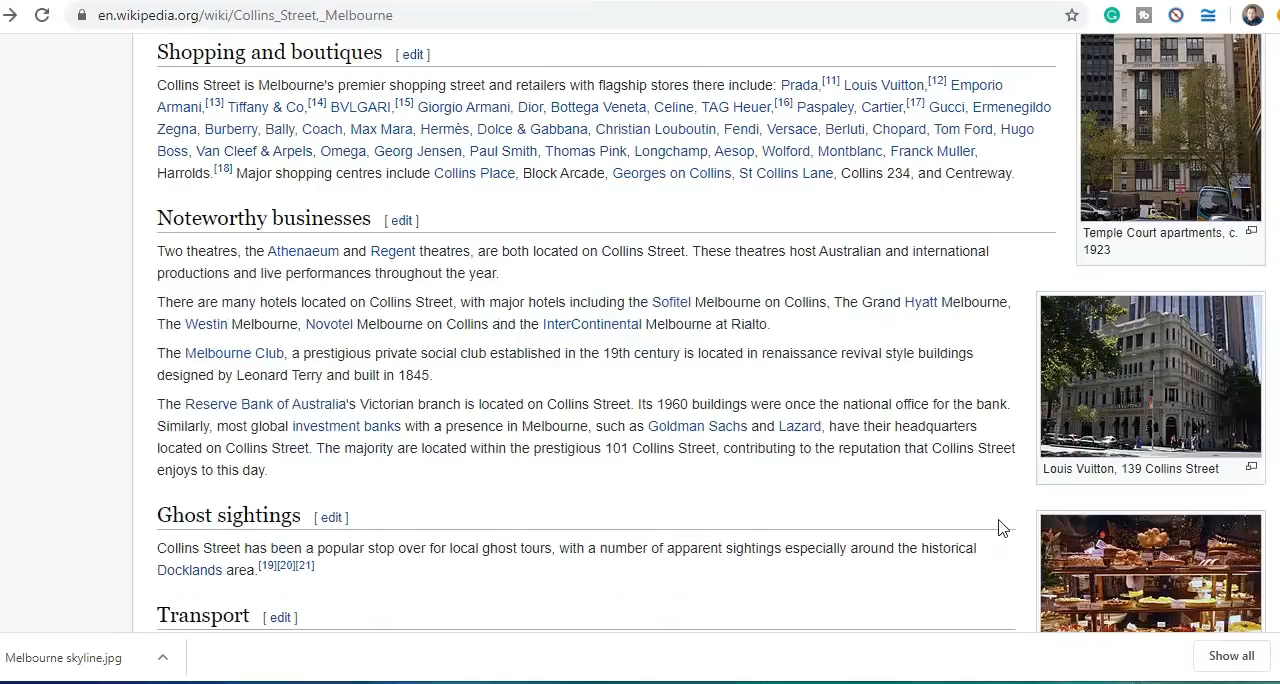 en.wikipedia.org/wiki/Collins_Street,_Melbourne
Shopping and boutiques [ edit ]
Collins Street is Melbourne's premier shopping street and retailers with flagship stores there include: Prada,[11] Louis Vuitton,[12] Emporio
Armani,[13] Tiffany & Co,[14] BVLGARI,[15] Giorgio Armani, Dior, Bottega Veneta, Celine, TAG Heuer,[16] Paspaley, Cartier,[17] Gucci, Ermenegildo
Zegna, Burberry, Bally, Coach, Max Mara, Hermès, Dolce & Gabbana, Christian Louboutin, Fendi, Versace, Berluti, Chopard, Tom Ford, Hugo
Boss, Van Cleef & Arpels, Omega, Georg Jensen, Paul Smith, Thomas Pink, Longchamp, Aesop, Wolford, Montblanc, Franck Muller,
Harrolds.[18] Major shopping centres include Collins Place, Block Arcade, Georges on Collins, St Collins Lane, Collins 234, and Centreway.
Temple Court apartments, c.
1923
Noteworthy businesses [ edit ]
Two theatres, the Athenaeum and Regent theatres, are both located on Collins Street. These theatres host Australian and international
productions and live performances throughout the year.
There are many hotels located on Collins Street, with major hotels including the Sofitel Melbourne on Collins, The Grand Hyatt Melbourne,
The Westin Melbourne, Novotel Melbourne on Collins and the InterContinental Melbourne at Rialto.
The Melbourne Club, a prestigious private social club established in the 19th century is located in renaissance revival style buildings
designed by Leonard Terry and built in 1845.
The Reserve Bank of Australia's Victorian branch is located on Collins Street. Its 1960 buildings were once the national office for the bank.
Similarly, most global investment banks with a presence in Melbourne, such as Goldman Sachs and Lazard, have their headquarters
located on Collins Street. The majority are located within the prestigious 101 Collins Street, contributing to the reputation that Collins Street
enjoys to this day.
Louis Vuitton, 139 Collins Street
Ghost sightings [ edit ]
Collins Street has been a popular stop over for local ghost tours, with a number of apparent sightings especially around the historical
Docklands area.[19][20][21]
Transport [ edit ]
Melbourne skyline.jpg
Show all